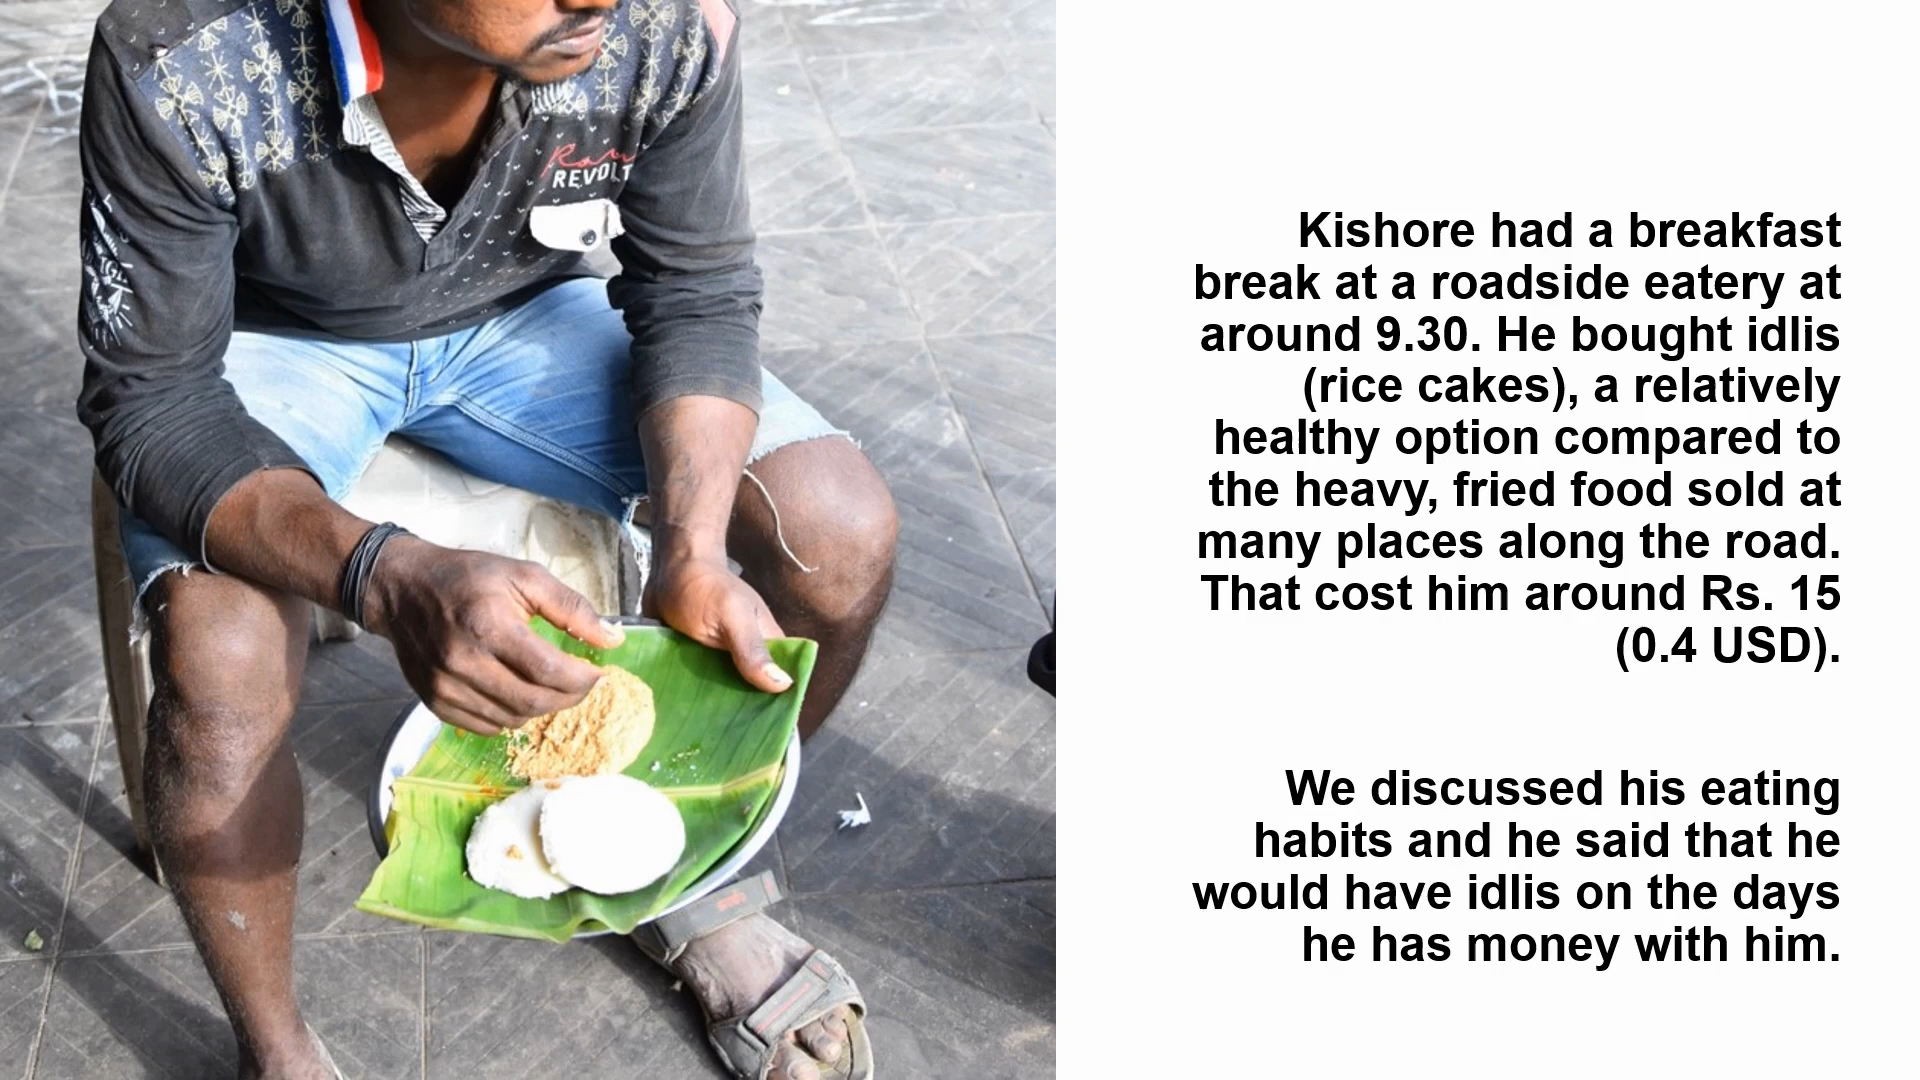 Raw
REVOLT
Kishore had a breakfast
break at a roadside eatery at
around 9.30. He bought idlis
(rice cakes), a relatively
healthy option compared to
the heavy, fried food sold at
many places along the road.
That cost him around Rs. 15
(0.4 USD).
We discussed his eating
habits and he said that he
would have idlis on the days
he has money with him.